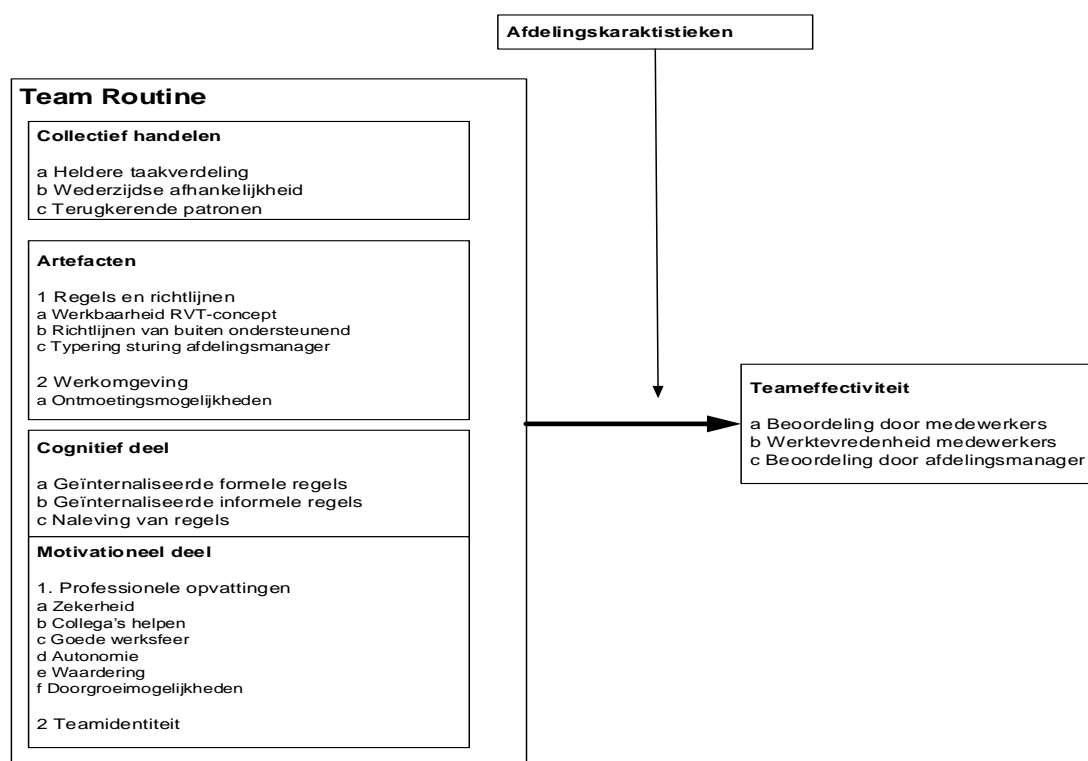 Afdelingskaraktistieken
Team Routine
Collectief handelen
a Heldere taakverdeling
b Wederzijdse afhankelijkheid
c Terugkerende patronen
Artefacten
1 Regels en richtlijnen
a Werkbaarheid RVT-concept
b Richtlijnen van buiten ondersteunend
c Typering sturing afdelingsmanager
2 Werkomgeving
a Ontmoetingsmogelijkheden
Cognitief deel
a Geïnternaliseerde formele regels
b Geïnternaliseerde informele regels
c Naleving van regels
Motivationeel deel
1. Professionele opvattingen
a Zekerheid
b Collega's helpen
c Goede werksfeer
d Autonomie
e Waardering
f Doorgroeimogelijkheden
2 Teamidentiteit
Teameffectiviteit
a Beoordeling door medewerkers
b Werktevredenheid medewerkers
c Beoordeling door afdelingsmanager